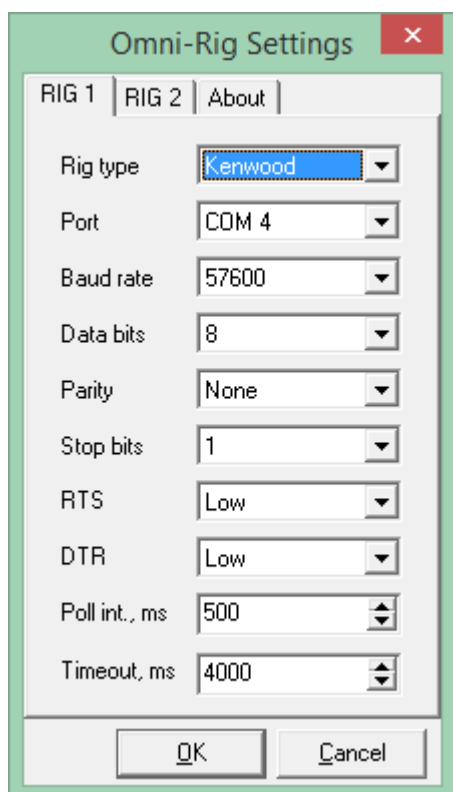 Omni-Rig Settings
RIG 1 RIG 2 About
Rig type Kenwood
Port COM 4
Baud rate 57600
Data bits 8
Parity None
Stop bits 1
RTS Low
DTR Low
Poll int., ms 500
Timeout, ms 4000
OK Cancel